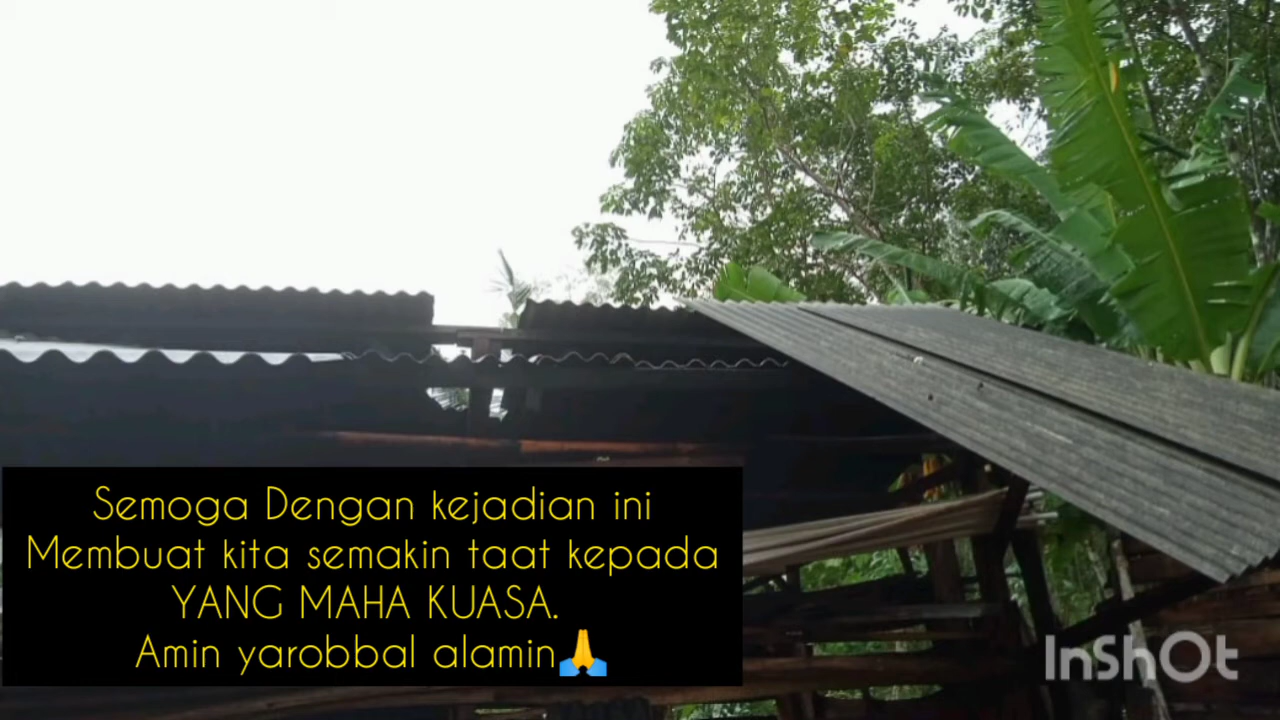 Semoga Dengan kejadian ini
Membuat kita semakin taat kepada
YANG MAHA KUASA.
Amin yarobbal alamin🙏
InShOt